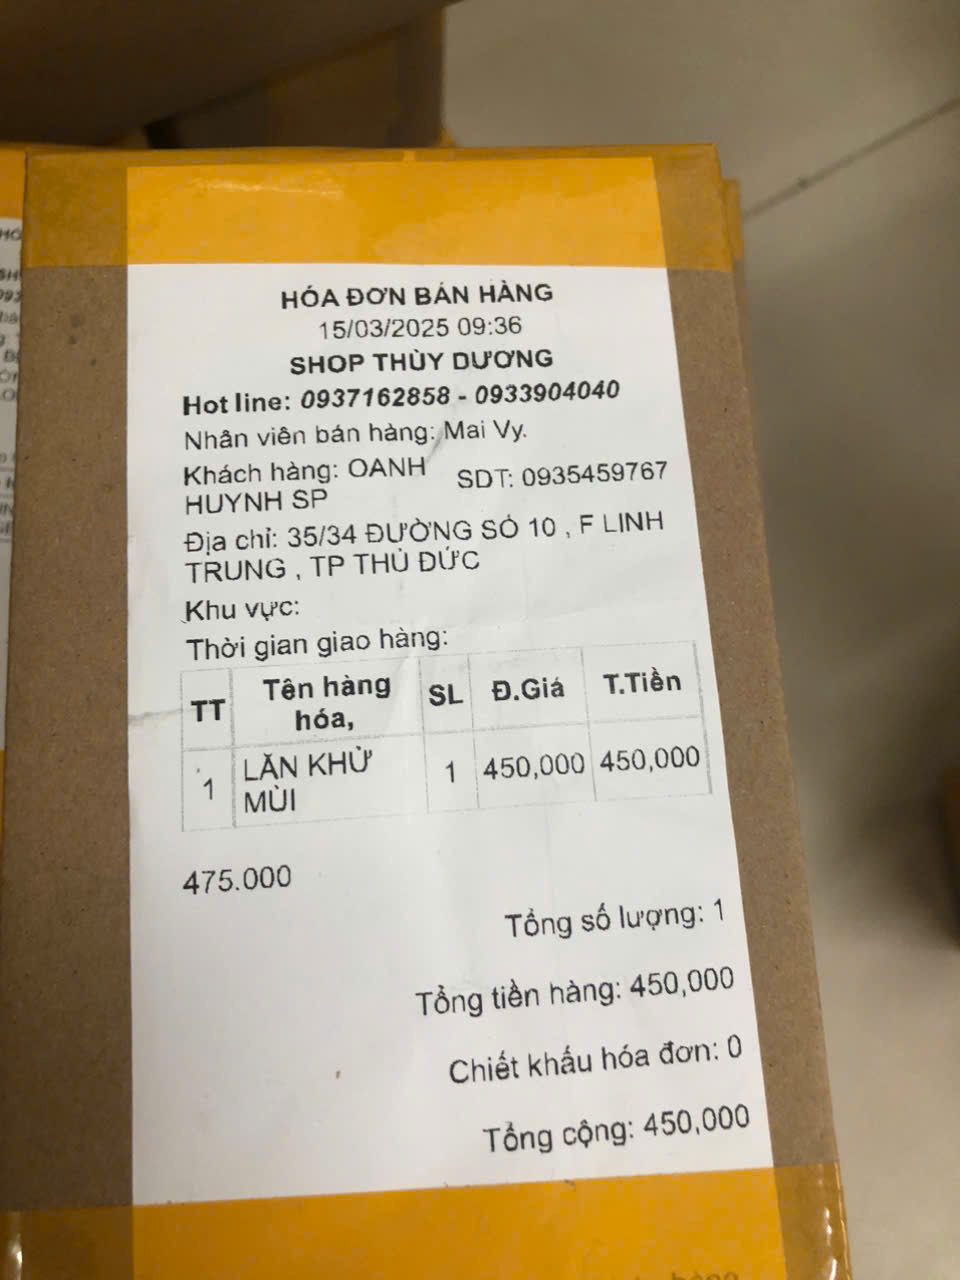 HÓA ĐƠN BÁN HÀNG
15/03/2025 09:36
SHOP THÙY DƯƠNG
Hot line: 0937162858 - 0933904040
Nhân viên bán hàng: Mai Vy.
Khách hàng: OANH HUYNH SP SDT: 0935459767
Địa chỉ: 35/34 ĐƯỜNG SỐ 10 , F LINH
TRUNG , TP THỦ ĐỨC
Khu vực:
Thời gian giao hàng:
TT Tên hàng hóa, SL Đ.Giá T.Tiền
1 LĂN KHỬ MÙI 1 450,000 450,000
475.000
Tổng số lượng: 1
Tổng tiền hàng: 450,000
Chiết khấu hóa đơn: 0
Tổng cộng: 450,000